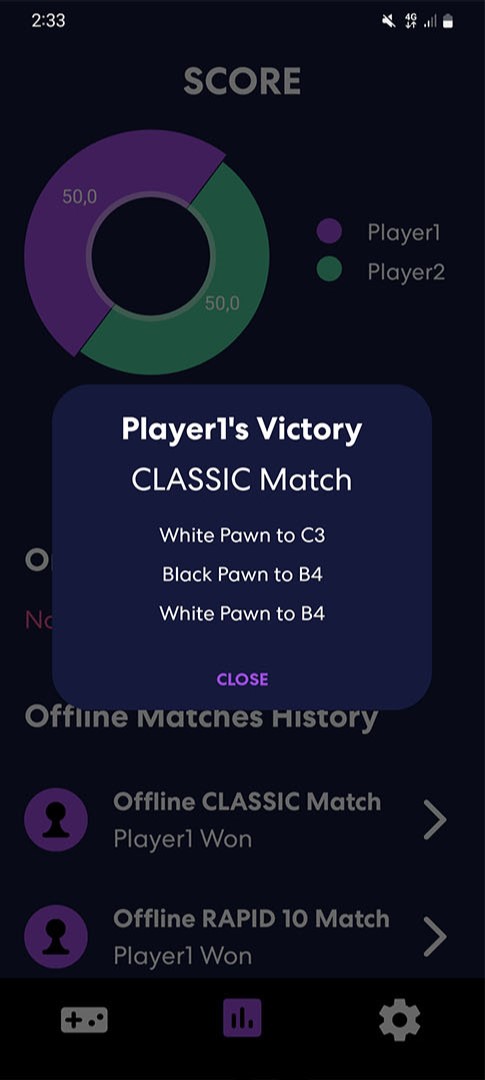 2:33
4G
SCORE
50,0
Player1
Player2
50,0
Player1's Victory
CLASSIC Match
White Pawn to C3
Black Pawn to B4
White Pawn to B4
CLOSE
Offline Matches History
Offline CLASSIC Match
Player1 Won
Offline RAPID 10 Match
Player1 Won